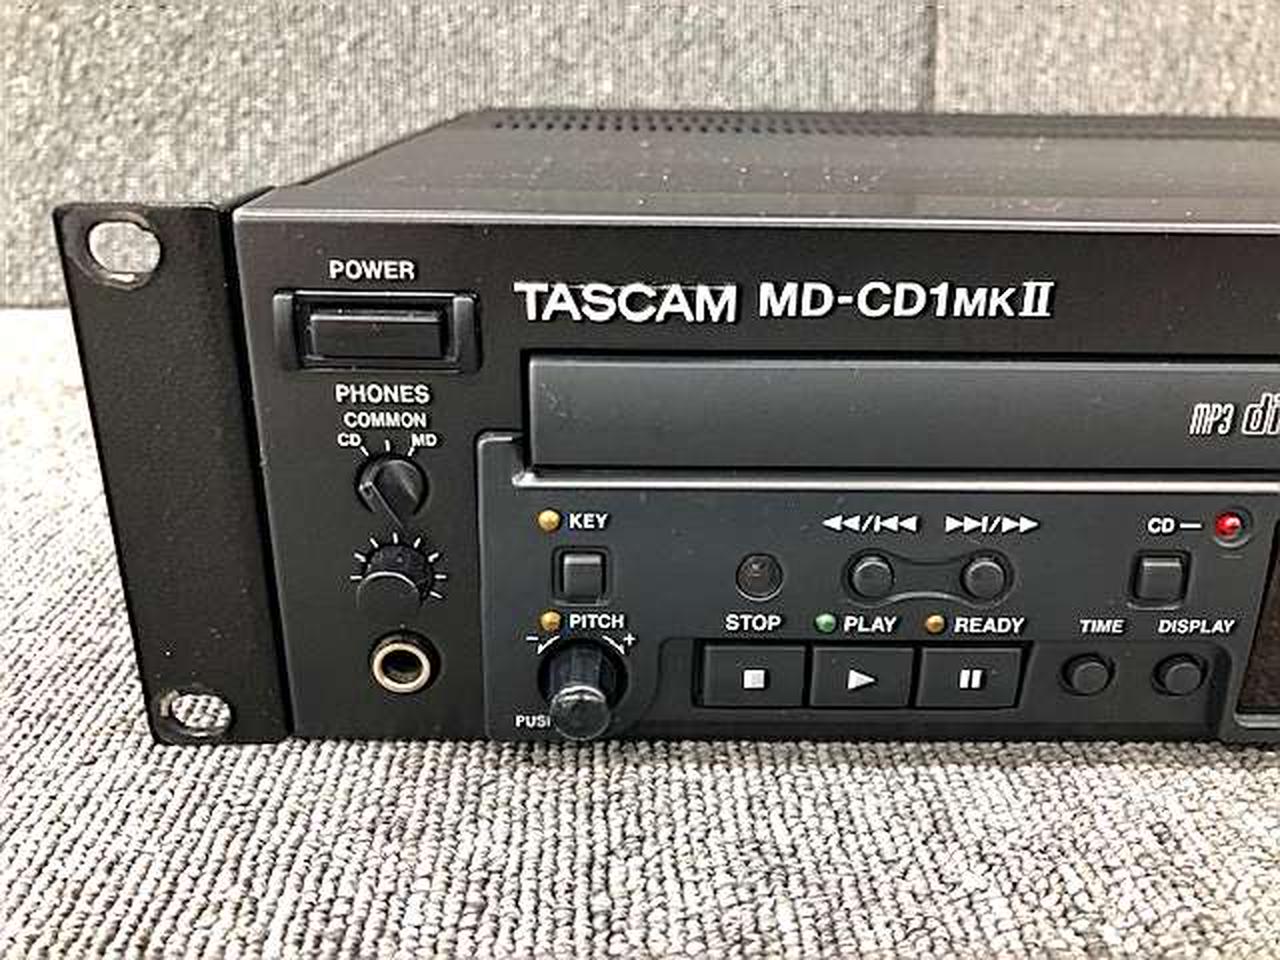 POWER
TASCAM MD-CD1MKII
PHONES
COMMON
CD MD
MP3
KEY
CD
PITCH
- +
STOP PLAY READY TIME DISPLAY